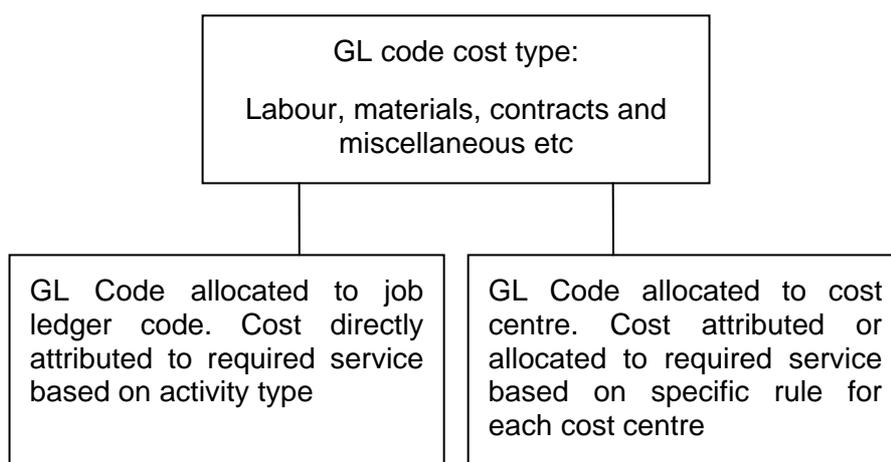 GL code cost type:
Labour, materials, contracts and
miscellaneous etc
GL Code allocated to job
ledger code. Cost directly
attributed to required service
based on activity type
GL Code allocated to cost
centre. Cost attributed or
allocated to required service
based on specific rule for
each cost centre